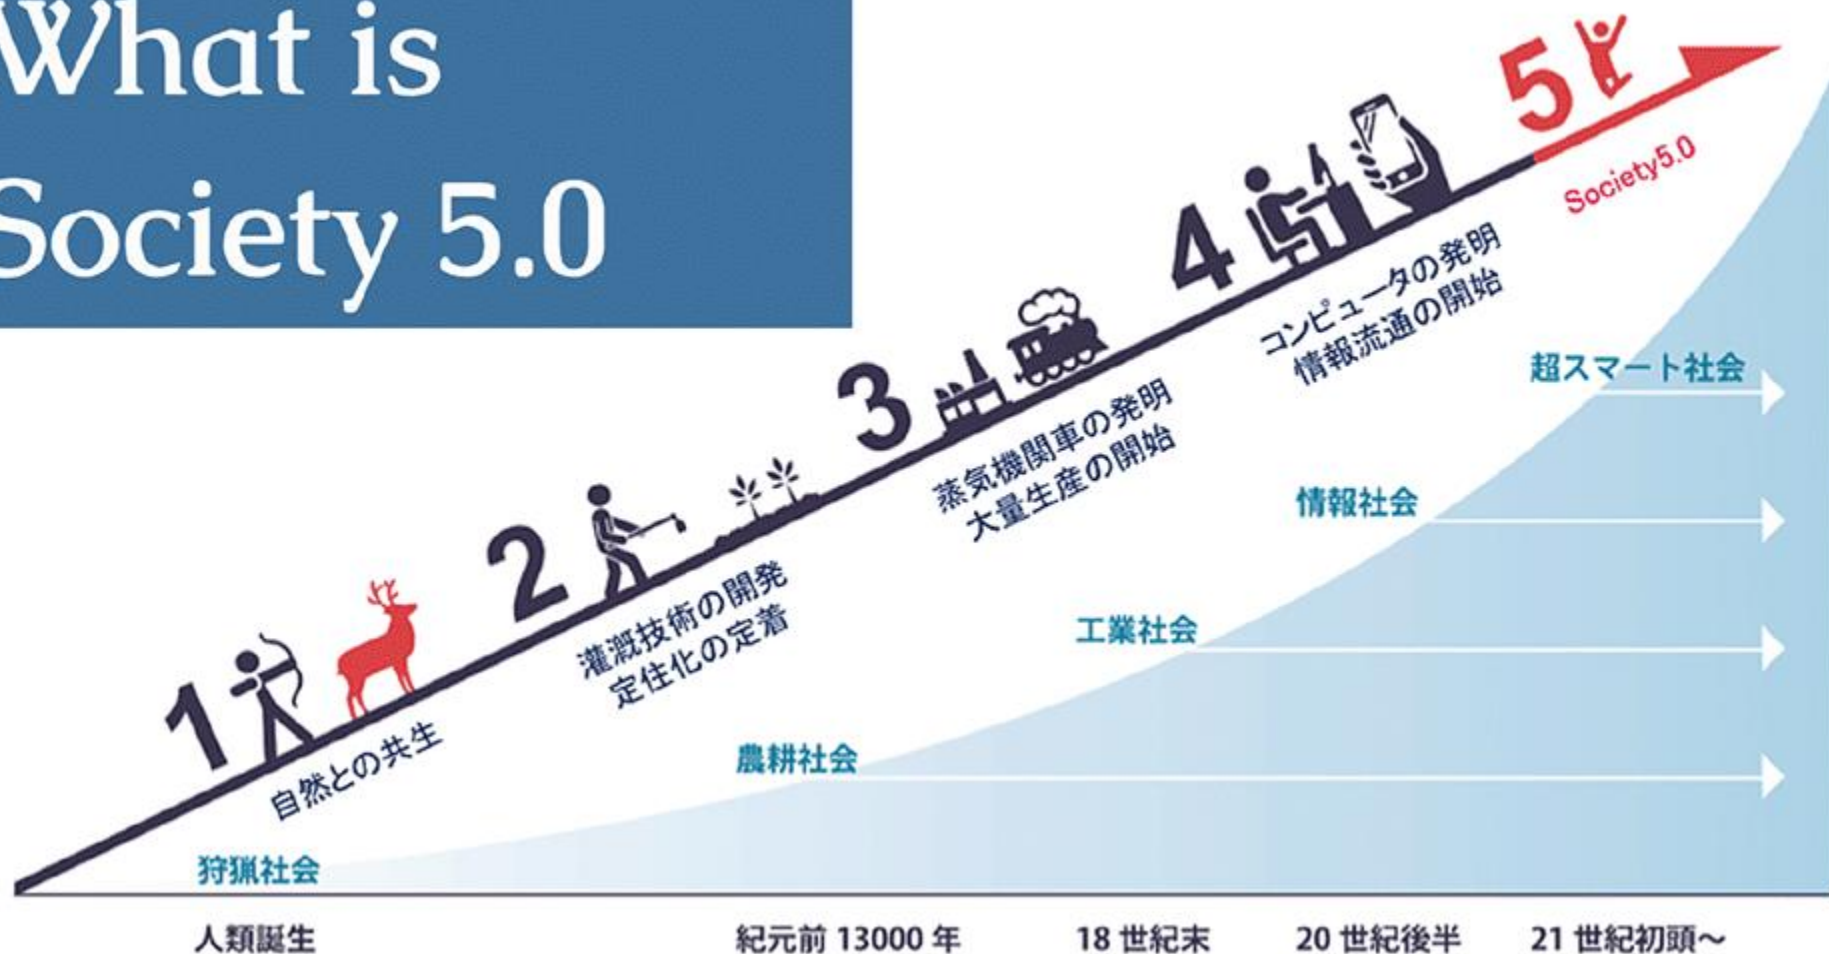 What is
Society 5.0
1
自然との共生
2
灌漑技術の開発
定住化の定着
3
蒸気機関車の発明
大量生産の開始
4
コンピュータの発明
情報流通の開始
5
Society5.0
狩猟社会
農耕社会
工業社会
情報社会
超スマート社会
人類誕生
紀元前 13000 年
18 世紀末
20 世紀後半
21 世紀初頭～